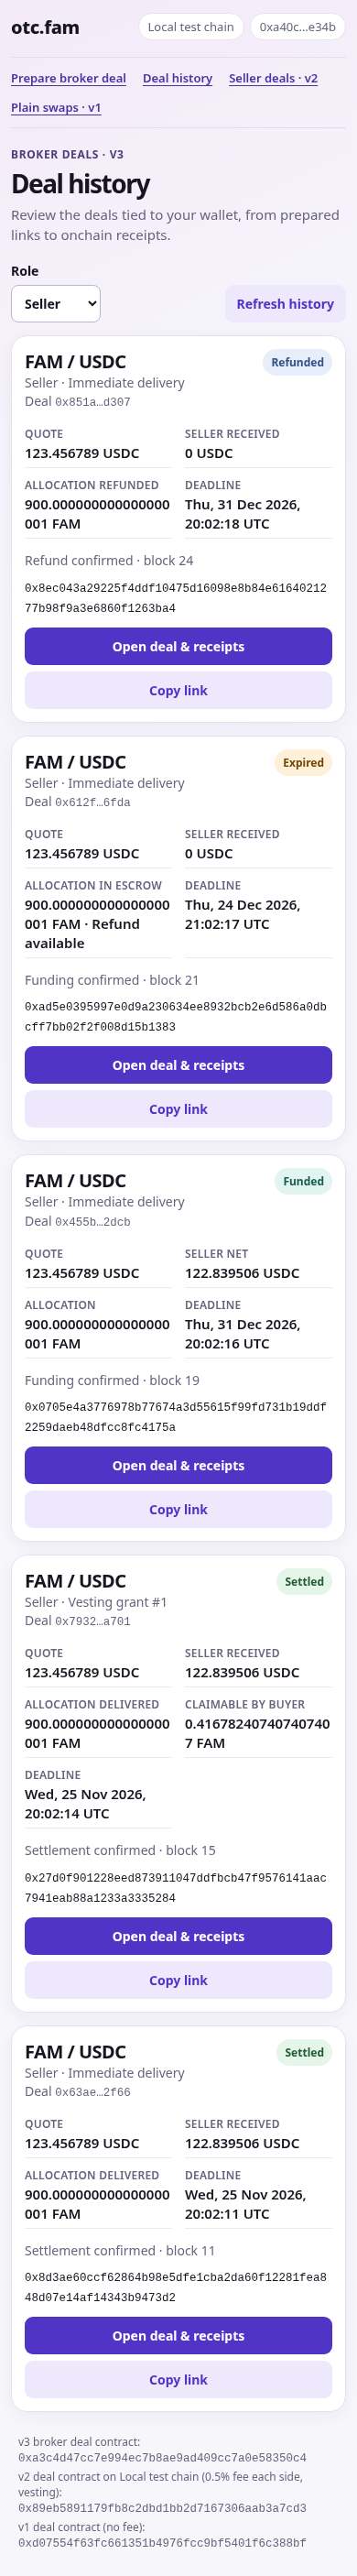 otc.fam
Local test chain
0xa40c…e34b
Prepare broker deal
Deal history
Seller deals · v2
Plain swaps · v1
BROKER DEALS · V3
Deal history
Review the deals tied to your wallet, from prepared
links to onchain receipts.
Role
Seller
Refresh history
FAM / USDC
Refunded
Seller · Immediate delivery
Deal 0x851a…d307
QUOTE
123.456789 USDC
SELLER RECEIVED
0 USDC
ALLOCATION REFUNDED
900.000000000000000
001 FAM
DEADLINE
Thu, 31 Dec 2026,
20:02:18 UTC
Refund confirmed · block 24
0x8ec043a29225f4ddf10475d16098e8b84e61640212
77b98f9a3e6860f1263ba4
Open deal & receipts
Copy link
FAM / USDC
Expired
Seller · Immediate delivery
Deal 0x612f…6fda
QUOTE
123.456789 USDC
SELLER RECEIVED
0 USDC
ALLOCATION IN ESCROW
900.000000000000000
001 FAM · Refund
available
DEADLINE
Thu, 24 Dec 2026,
21:02:17 UTC
Funding confirmed · block 21
0xad5e0395997e0d9a230634ee8932bcb2e6d586a0db
cff7bb02f2f008d15b1383
Open deal & receipts
Copy link
FAM / USDC
Funded
Seller · Immediate delivery
Deal 0x455b…2dcb
QUOTE
123.456789 USDC
SELLER NET
122.839506 USDC
ALLOCATION
900.000000000000000
001 FAM
DEADLINE
Thu, 31 Dec 2026,
20:02:16 UTC
Funding confirmed · block 19
0x0705e4a3776978b77674a3d55615f99fd731b19ddf
2259daeb48dfcc8fc4175a
Open deal & receipts
Copy link
FAM / USDC
Settled
Seller · Vesting grant #1
Deal 0x7932…a701
QUOTE
123.456789 USDC
SELLER RECEIVED
122.839506 USDC
ALLOCATION DELIVERED
900.000000000000000
001 FAM
CLAIMABLE BY BUYER
0.41678240740740740
7 FAM
DEADLINE
Wed, 25 Nov 2026,
20:02:14 UTC
Settlement confirmed · block 15
0x27d0f901228eed873911047ddfbcb47f9576141aac
7941eab88a1233a3335284
Open deal & receipts
Copy link
FAM / USDC
Settled
Seller · Immediate delivery
Deal 0x63ae…2f66
QUOTE
123.456789 USDC
SELLER RECEIVED
122.839506 USDC
ALLOCATION DELIVERED
900.000000000000000
001 FAM
DEADLINE
Wed, 25 Nov 2026,
20:02:11 UTC
Settlement confirmed · block 11
0x8d3ae60ccf62864b98e5dfe1cba2da60f12281fea8
48d07e14af14343b9473d2
Open deal & receipts
Copy link
v3 broker deal contract:
0xa3c4d47cc7e994ec7b8ae9ad409cc7a0e58350c4
v2 deal contract on Local test chain (0.5% fee each side,
vesting):
0x89eb5891179fb8c2dbd1bb2d7167306aab3a7cd3
v1 deal contract (no fee):
0xd07554f63fc661351b4976fcc9bf5401f6c388bf